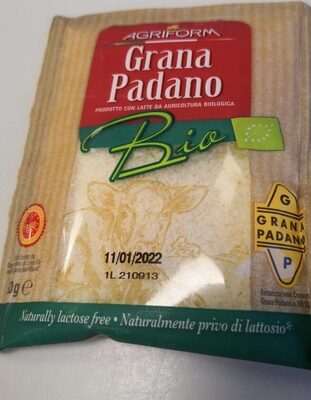 AGRIFORM
Grana
Padano
PRODOTTO CON LATTE DA AGRICOLTURA BIOLOGICA
Bio
11/01/2022
1L 210913
G
GRANA
PADANO
P
0g e
Naturally lactose free • Naturalmente privo di lattosio*